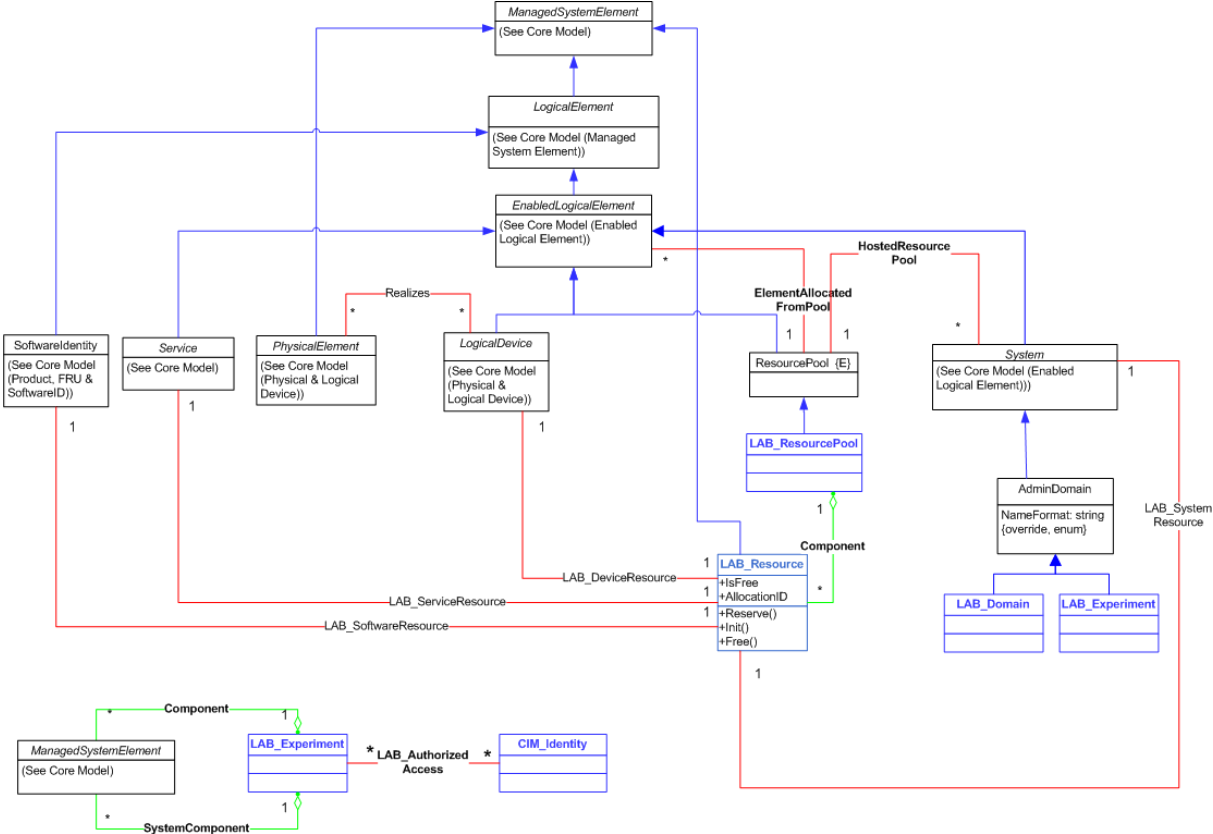 ManagedSystemElement
(See Core Model)
LogicalElement
(See Core Model (Managed
System Element))
EnabledLogicalElement
(See Core Model (Enabled
Logical Element))
*
HostedResource
Pool
ElementAllocated
FromPool
Realizes
*
*
1
1
*
SoftwareIdentity
(See Core Model
(Product, FRU &
SoftwareID))
1
Service
(See Core Model)
1
PhysicalElement
(See Core Model
(Physical & Logical
Device))
LogicalDevice
(See Core Model
(Physical &
Logical Device))
1
ResourcePool {E}
System
(See Core Model (Enabled
Logical Element)))
1
LAB_ResourcePool
1
AdminDomain
NameFormat: string
{override, enum}
LAB_System
Resource
Component
*
LAB_Resource
+IsFree
+AllocationID
+Reserve()
+Init()
+Free()
1
LAB_DeviceResource
1
LAB_ServiceResource
1
LAB_SoftwareResource
1
LAB_Domain
LAB_Experiment
Component
*
1
ManagedSystemElement
(See Core Model)
LAB_Experiment
*
LAB_Authorized
Access
*
CIM_Identity
1
*
SystemComponent